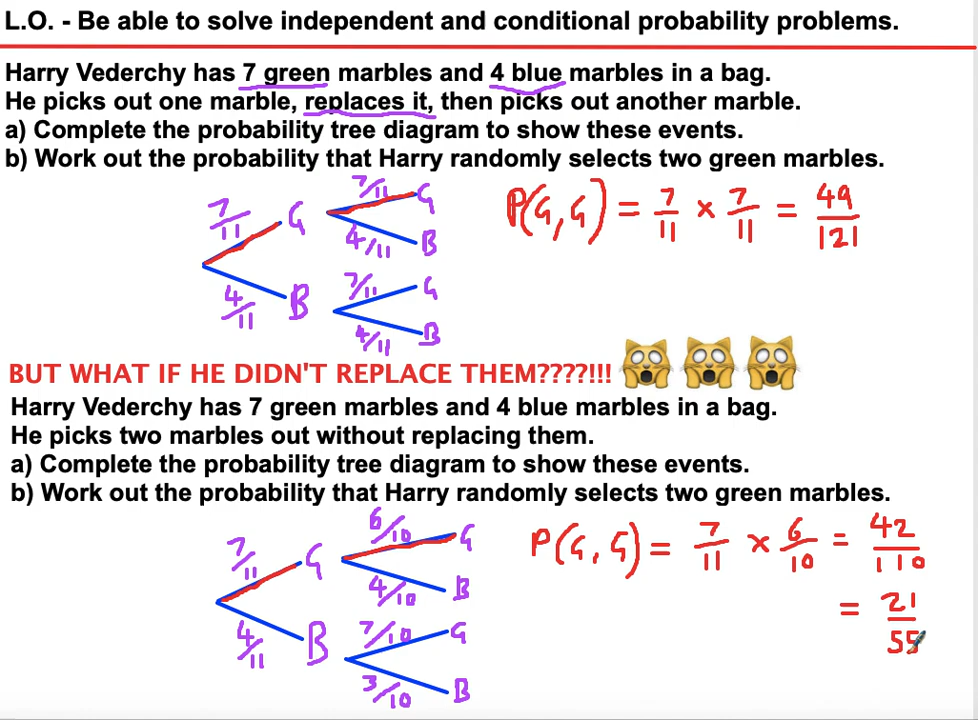 L.O. - Be able to solve independent and conditional probability problems.
Harry Vederchy has 7 green marbles and 4 blue marbles in a bag.
He picks out one marble, replaces it, then picks out another marble.
a) Complete the probability tree diagram to show these events.
b) Work out the probability that Harry randomly selects two green marbles.
7/11 G 7/11 G
4/11 B
4/11 B 7/11 G
4/11 B
P(G, G) = 7/11 × 7/11 = 49/121
BUT WHAT IF HE DIDN'T REPLACE THEM????!!!
Harry Vederchy has 7 green marbles and 4 blue marbles in a bag.
He picks two marbles out without replacing them.
a) Complete the probability tree diagram to show these events.
b) Work out the probability that Harry randomly selects two green marbles.
7/11 G 6/10 G
4/10 B
4/11 B 7/10 G
3/10 B
P(G, G) = 7/11 × 6/10 = 42/110
= 21/55